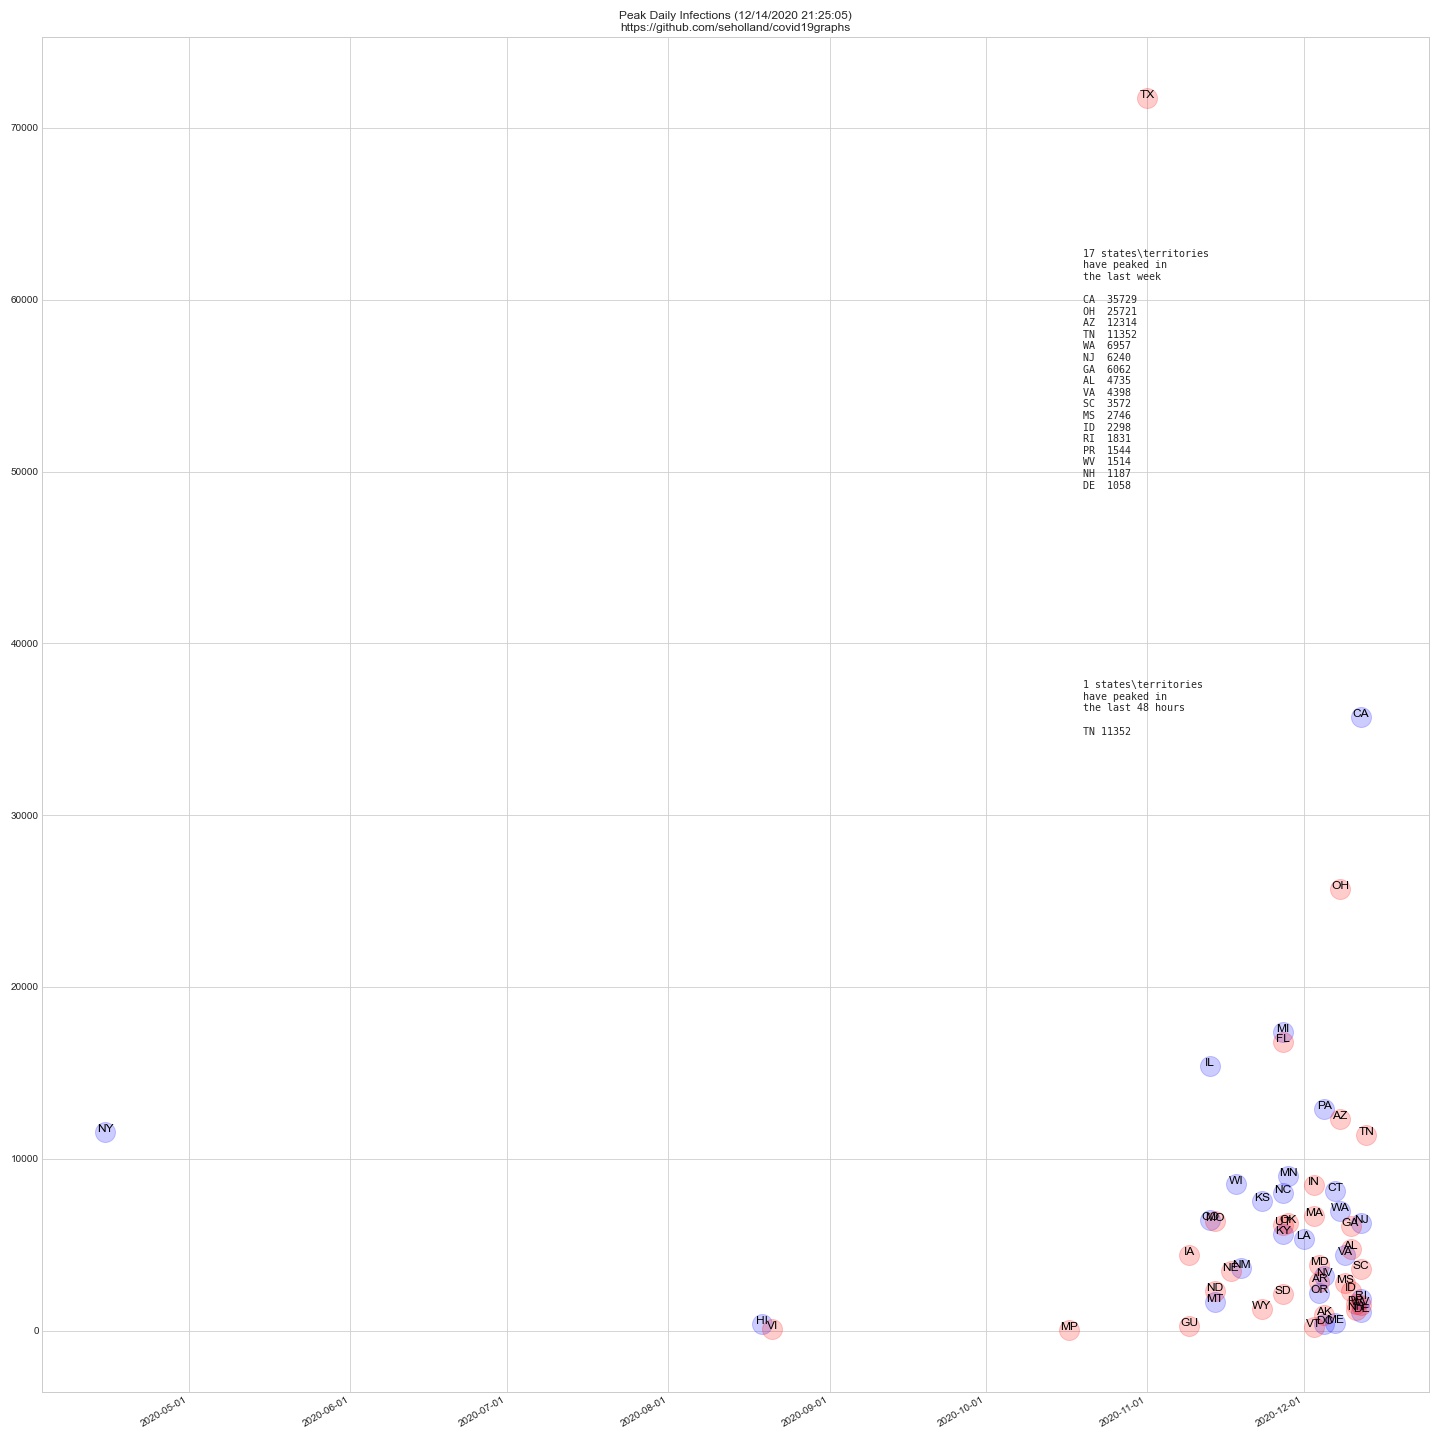 Peak Daily Infections (12/14/2020 21:25:05)
https://github.com/seholland/covid19graphs
TX
70000
17 states\territories
have peaked in
the last week
60000
CA  35729
OH  25721
AZ  12314
TN  11352
WA  6957
NJ  6240
GA  6062
AL  4735
VA  4398
SC  3572
MS  2746
ID  2298
RI  1831
PR  1544
WV  1514
NH  1187
DE  1058
50000
40000
1 states\territories
have peaked in
the last 48 hours
TN 11352
CA
30000
OH
20000
MI
FL
IL
PA
AZ
NY
TN
10000
MN
WI
IN
NC
CT
KS
WA
MA
MO
UT
OK
GA
NJ
KY
LA
AL
VA
IA
MD
SC
NE
NM
NV
AR
MS
ND
SD
OR
ID
MT
RI
WY
DE
AK
HI
VI
MP
GU
VT
DC
ME
0
2020-05-01
2020-06-01
2020-07-01
2020-08-01
2020-09-01
2020-10-01
2020-11-01
2020-12-01